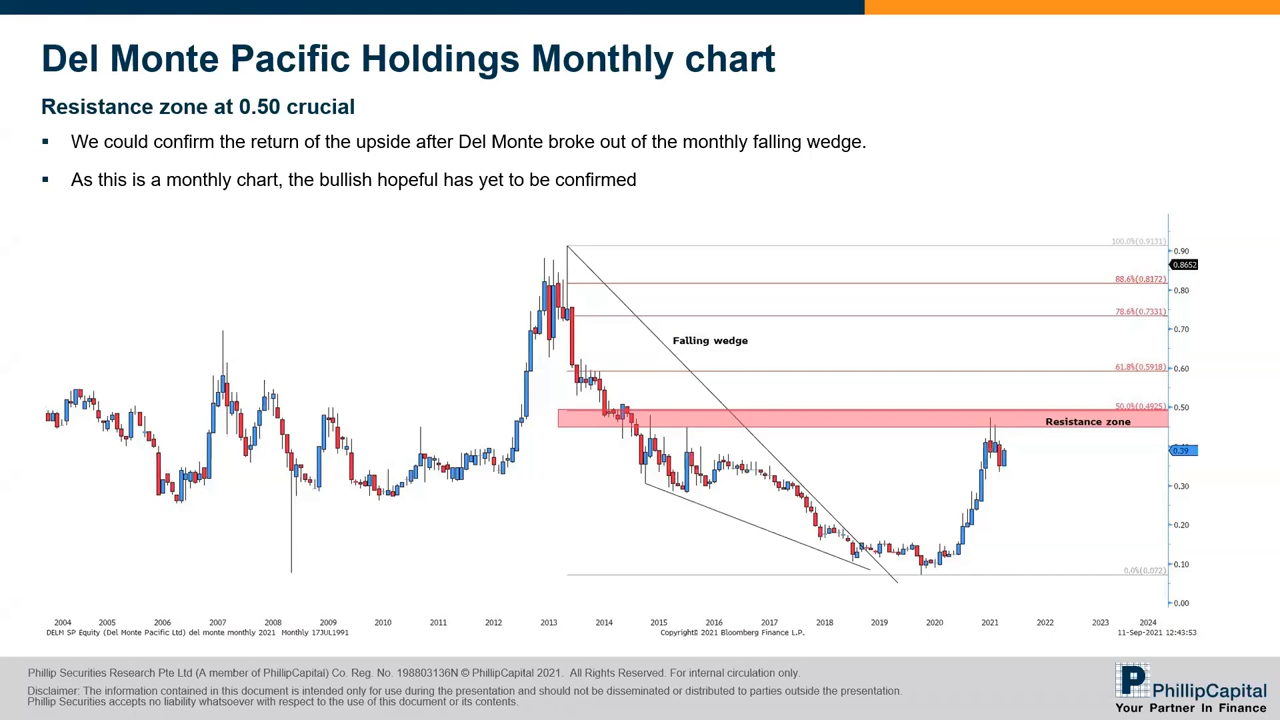 Del Monte Pacific Holdings Monthly chart
Resistance zone at 0.50 crucial
▪ We could confirm the return of the upside after Del Monte broke out of the monthly falling wedge.
▪ As this is a monthly chart, the bullish hopeful has yet to be confirmed
100.0%(0.9131)
0.90
0.8652
88.6%(0.8172)
0.80
78.6%(0.7331)
0.70
Falling wedge
61.8%(0.5918)
0.60
50.0%(0.4925)
0.50
Resistance zone
0.39
0.30
0.20
0.0%(0.072)
0.10
0.00
2004 2005 2006 2007 2008 2009 2010 2011 2012 2013 2014 2015 2016 2017 2018 2019 2020 2021 2022 2023 2024
DELM SP Equity (Del Monte Pacific Ltd) del monte monthly 2021 Monthly 17JUL1991 Copyright© 2021 Bloomberg Finance L.P. 11-Sep-2021 12:43:53
Phillip Securities Research Pte Ltd (A member of PhillipCapital) Co. Reg. No. 198803136N © PhillipCapital 2021. All Rights Reserved. For internal circulation only.
Disclaimer: The information contained in this document is intended only for use during the presentation and should not be disseminated or distributed to parties outside the presentation.
Phillip Securities accepts no liability whatsoever with respect to the use of this document or its contents.
P PhillipCapital
Your Partner In Finance